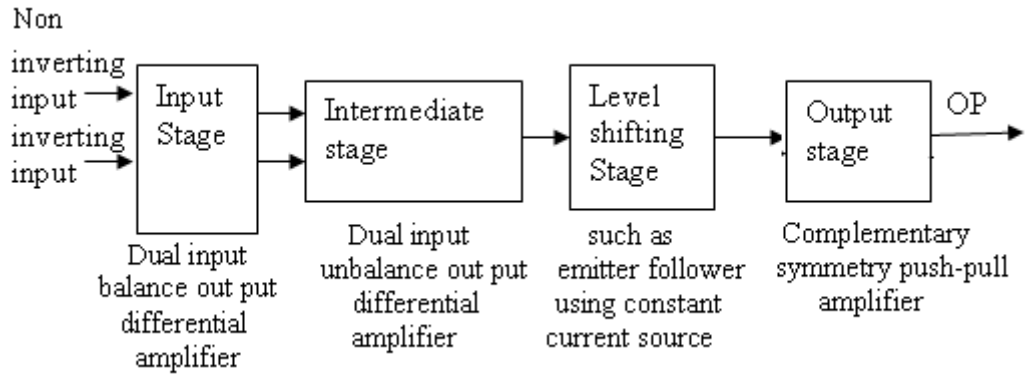 Non
inverting
input
inverting
input
Input
Stage
Intermediate
stage
Level
shifting
Stage
Output
stage
OP
Dual input
balance out put
differential
amplifier
Dual input
unbalance out put
differential
amplifier
such as
emitter follower
using constant
current source
Complementary
symmetry push-pull
amplifier